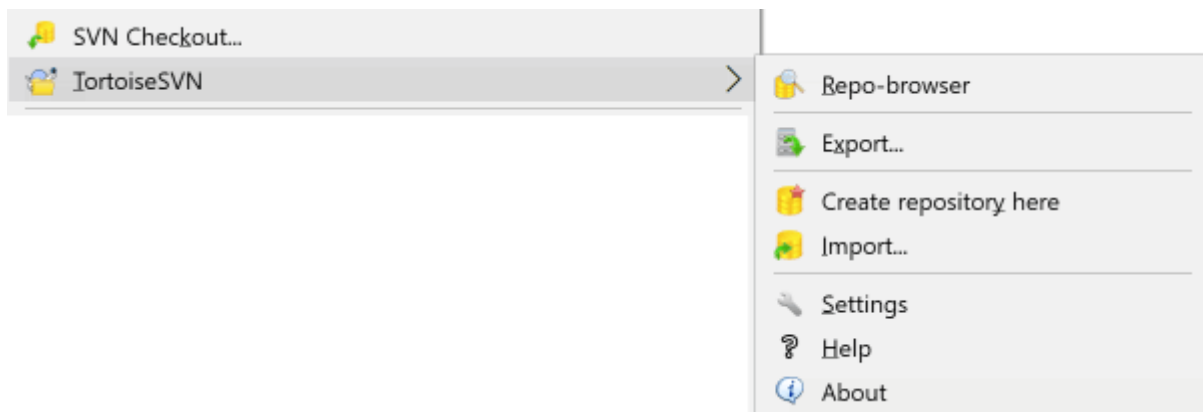 SVN Checkout...
TortoiseSVN
Repo-browser
Export...
Create repository here
Import...
Settings
Help
About